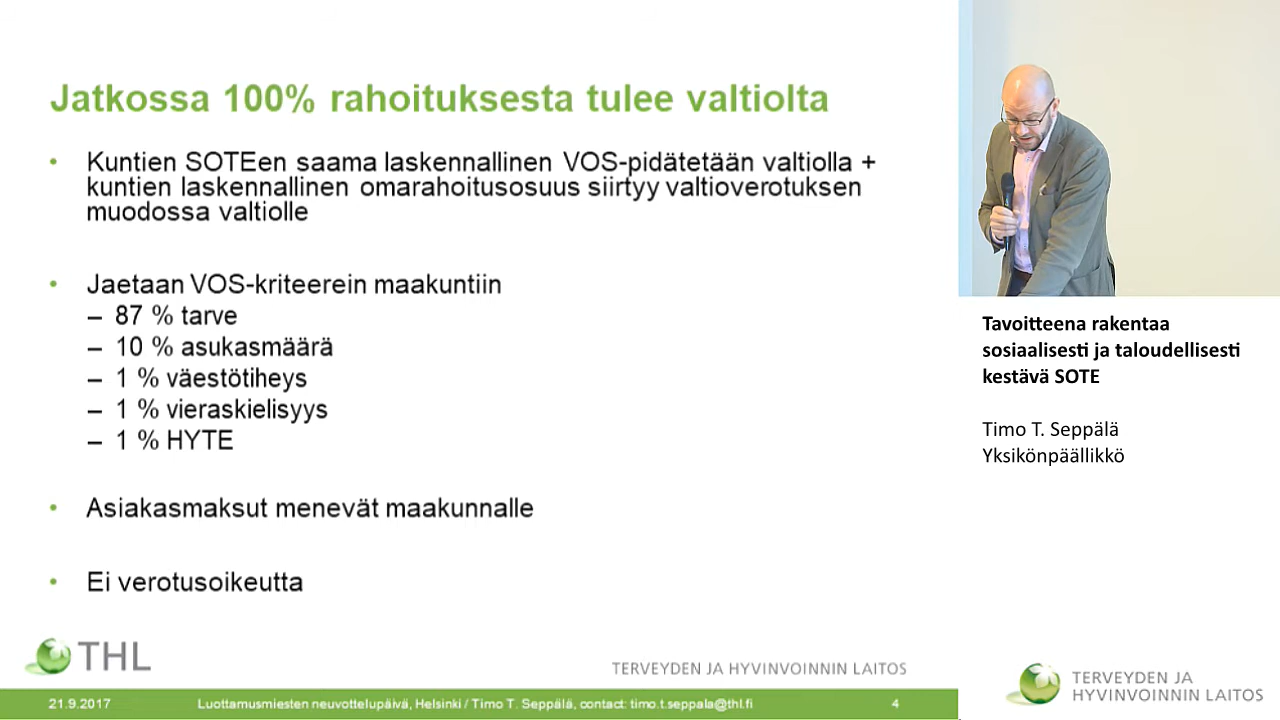 Jatkossa 100% rahoituksesta tulee valtiolta
• Kuntien SOTEen saama laskennallinen VOS-pidätetään valtiolla +
kuntien laskennallinen omarahoitusosuus siirtyy valtioverotuksen
muodossa valtiolle
• Jaetaan VOS-kriteerein maakuntiin
– 87 % tarve
– 10 % asukasmäärä
– 1 % väestötiheys
– 1 % vieraskielisyys
– 1 % HYTE
• Asiakasmaksut menevät maakunnalle
• Ei verotusoikeutta
THL
TERVEYDEN JA HYVINVOINNIN LAITOS
21.9.2017 Luottamusmiesten neuvottelupäivä, Helsinki / Timo T. Seppälä, contact: timo.t.seppala@thl.fi 4
Tavoitteena rakentaa
sosiaalisesti ja taloudellisesti
kestävä SOTE
Timo T. Seppälä
Yksikönpäällikkö
TERVEYDEN JA
HYVINVOINNIN LAITOS